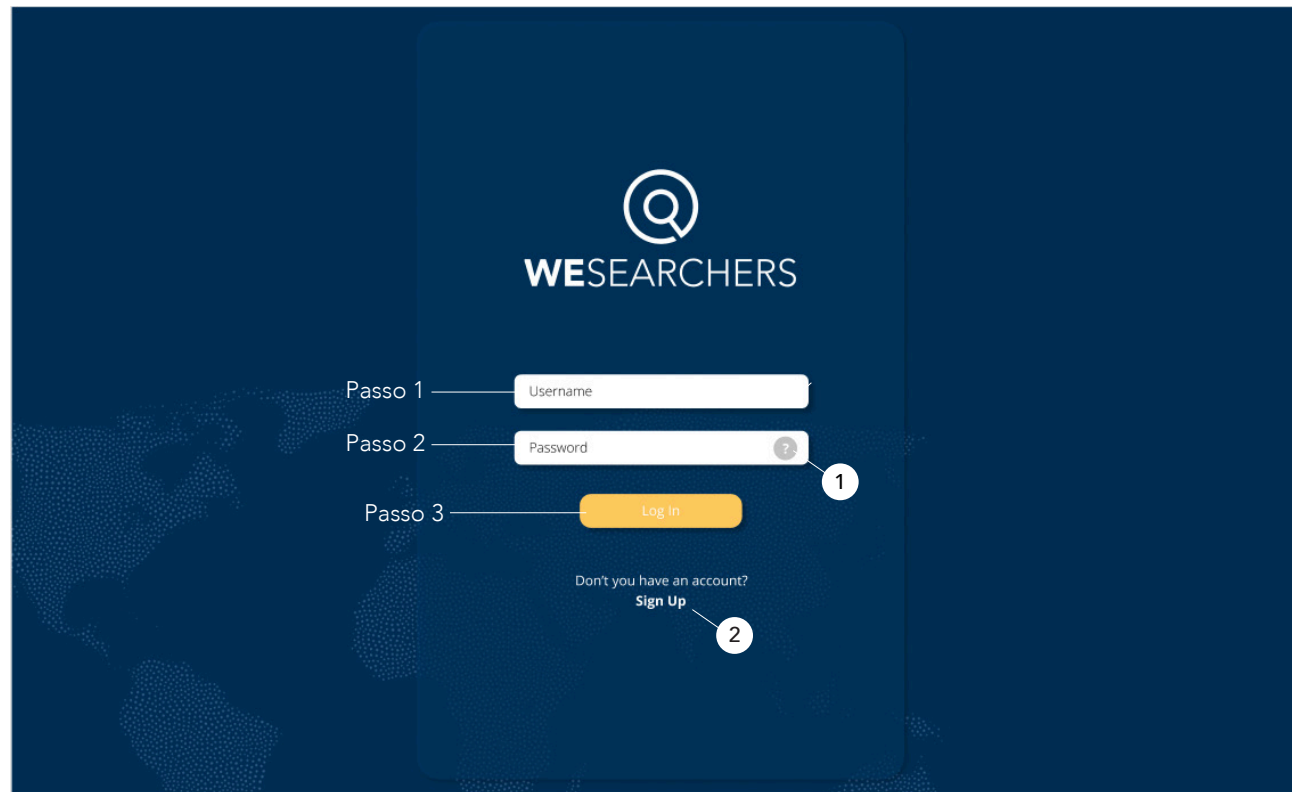 WESEARCHERS
Passo 1
Username
Passo 2
Password
?
1
Passo 3
Log In
Don't you have an account?
Sign Up
2